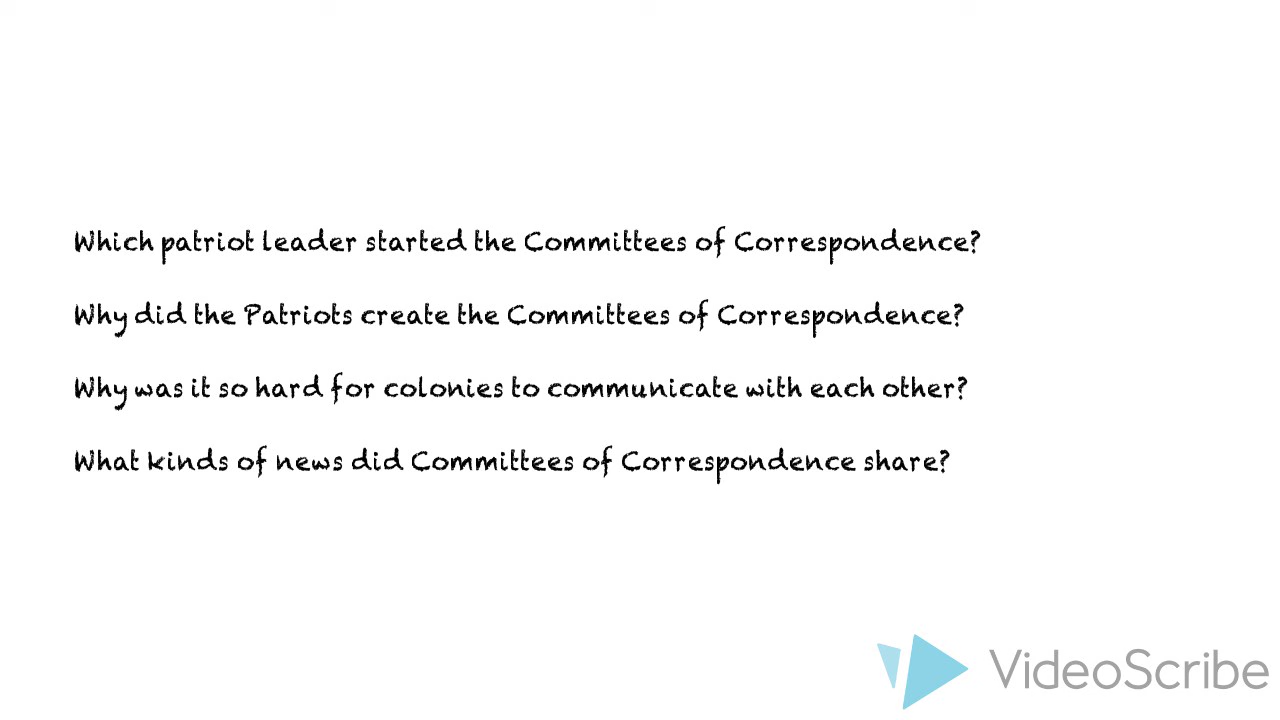 Which patriot leader started the Committees of Correspondence?
Why did the Patriots create the Committees of Correspondence?
Why was it so hard for colonies to communicate with each other?
What kinds of news did Committees of Correspondence share?
VideoScribe